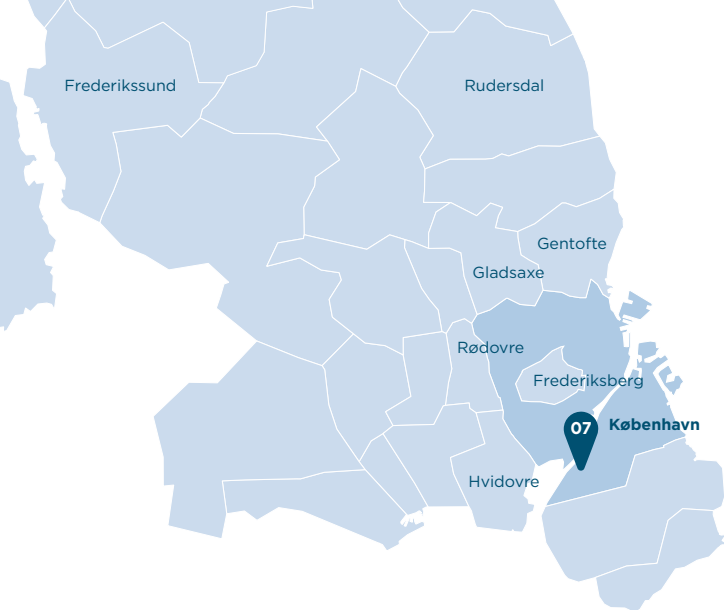 Frederikssund
Rudersdal
Gentofte
Gladsaxe
Rødovre
Frederiksberg
07
København
Hvidovre